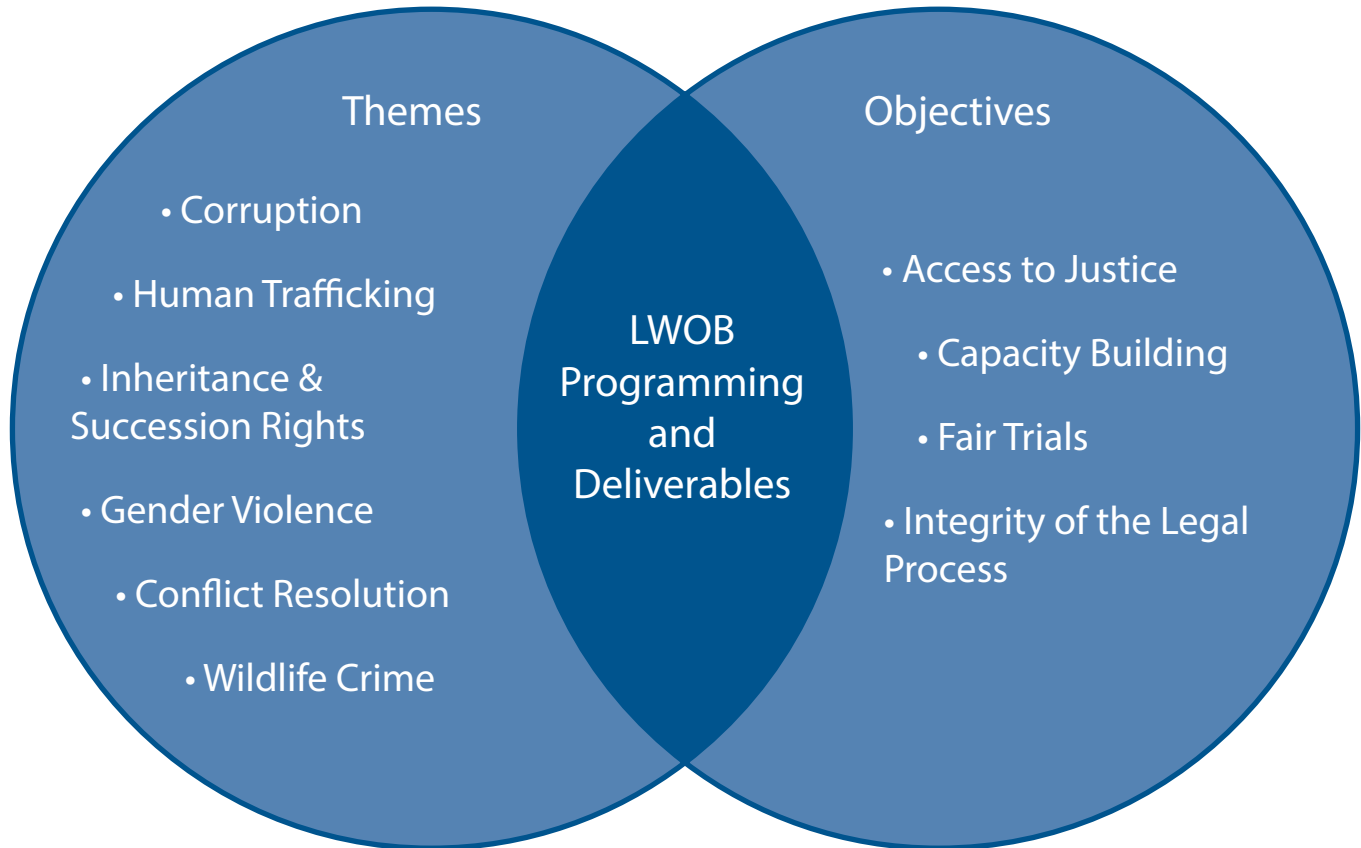 Themes
• Corruption
• Human Trafficking
• Inheritance &
Succession Rights
• Gender Violence
• Conflict Resolution
• Wildlife Crime
LWOB
Programming
and
Deliverables
Objectives
• Access to Justice
• Capacity Building
• Fair Trials
• Integrity of the Legal
Process